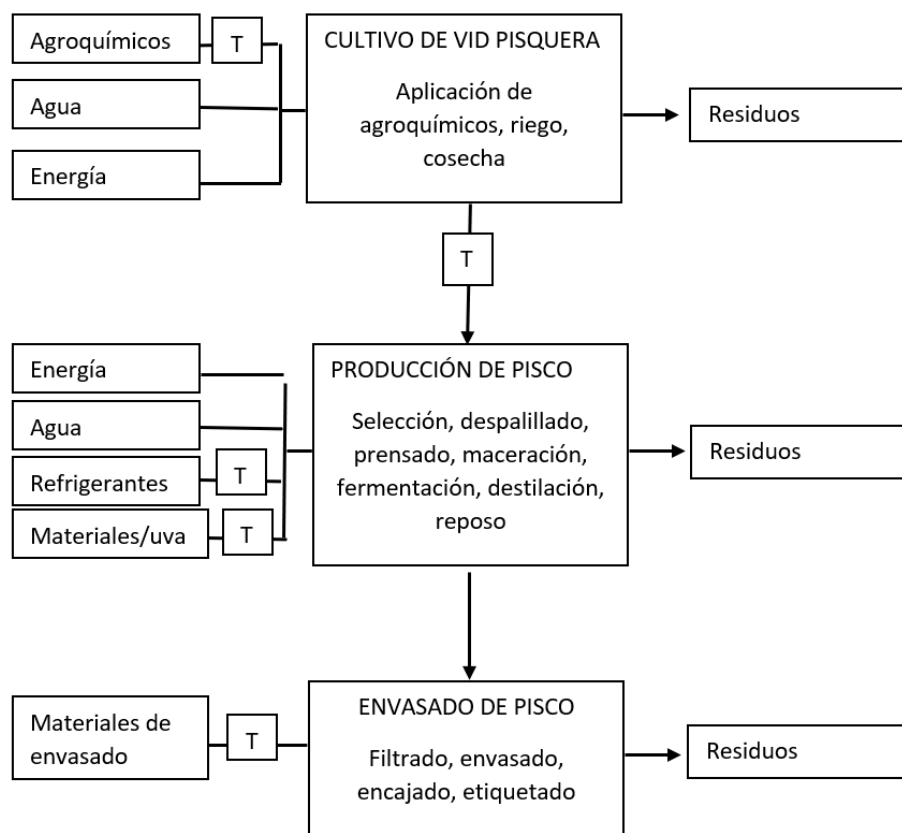 Agroquímicos
T
Agua
Energía
CULTIVO DE VID PISQUERA
Aplicación de
agroquímicos, riego,
cosecha
Residuos
T
Energía
Agua
Refrigerantes
T
Materiales/uva
T
PRODUCCIÓN DE PISCO
Selección, despalillado,
prensado, maceración,
fermentación, destilación,
reposo
Residuos
Materiales de
envasado
T
ENVASADO DE PISCO
Filtrado, envasado,
encajado, etiquetado
Residuos